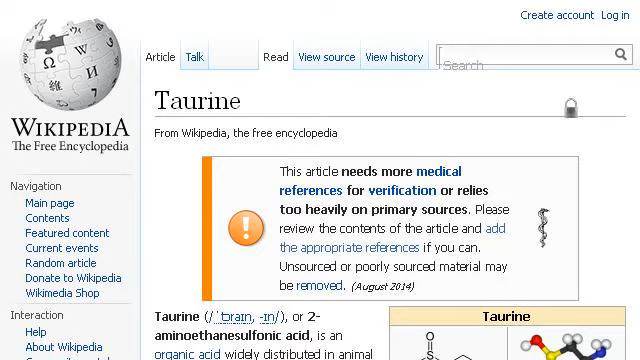 Create account Log in
Article Talk Read View source View history Search
Taurine
WIKIPEDIA
The Free Encyclopedia
From Wikipedia, the free encyclopedia
This article needs more medical
references for verification or relies
too heavily on primary sources. Please
review the contents of the article and add
the appropriate references if you can.
Unsourced or poorly sourced material may
be removed. (August 2014)
Navigation
Main page
Contents
Featured content
Current events
Random article
Donate to Wikipedia
Wikimedia Shop
Interaction
Help
About Wikipedia
Taurine (/ˈtɔraɪn, -ɪn/), or 2-
aminoethanesulfonic acid, is an
organic acid widely distributed in animal
Taurine